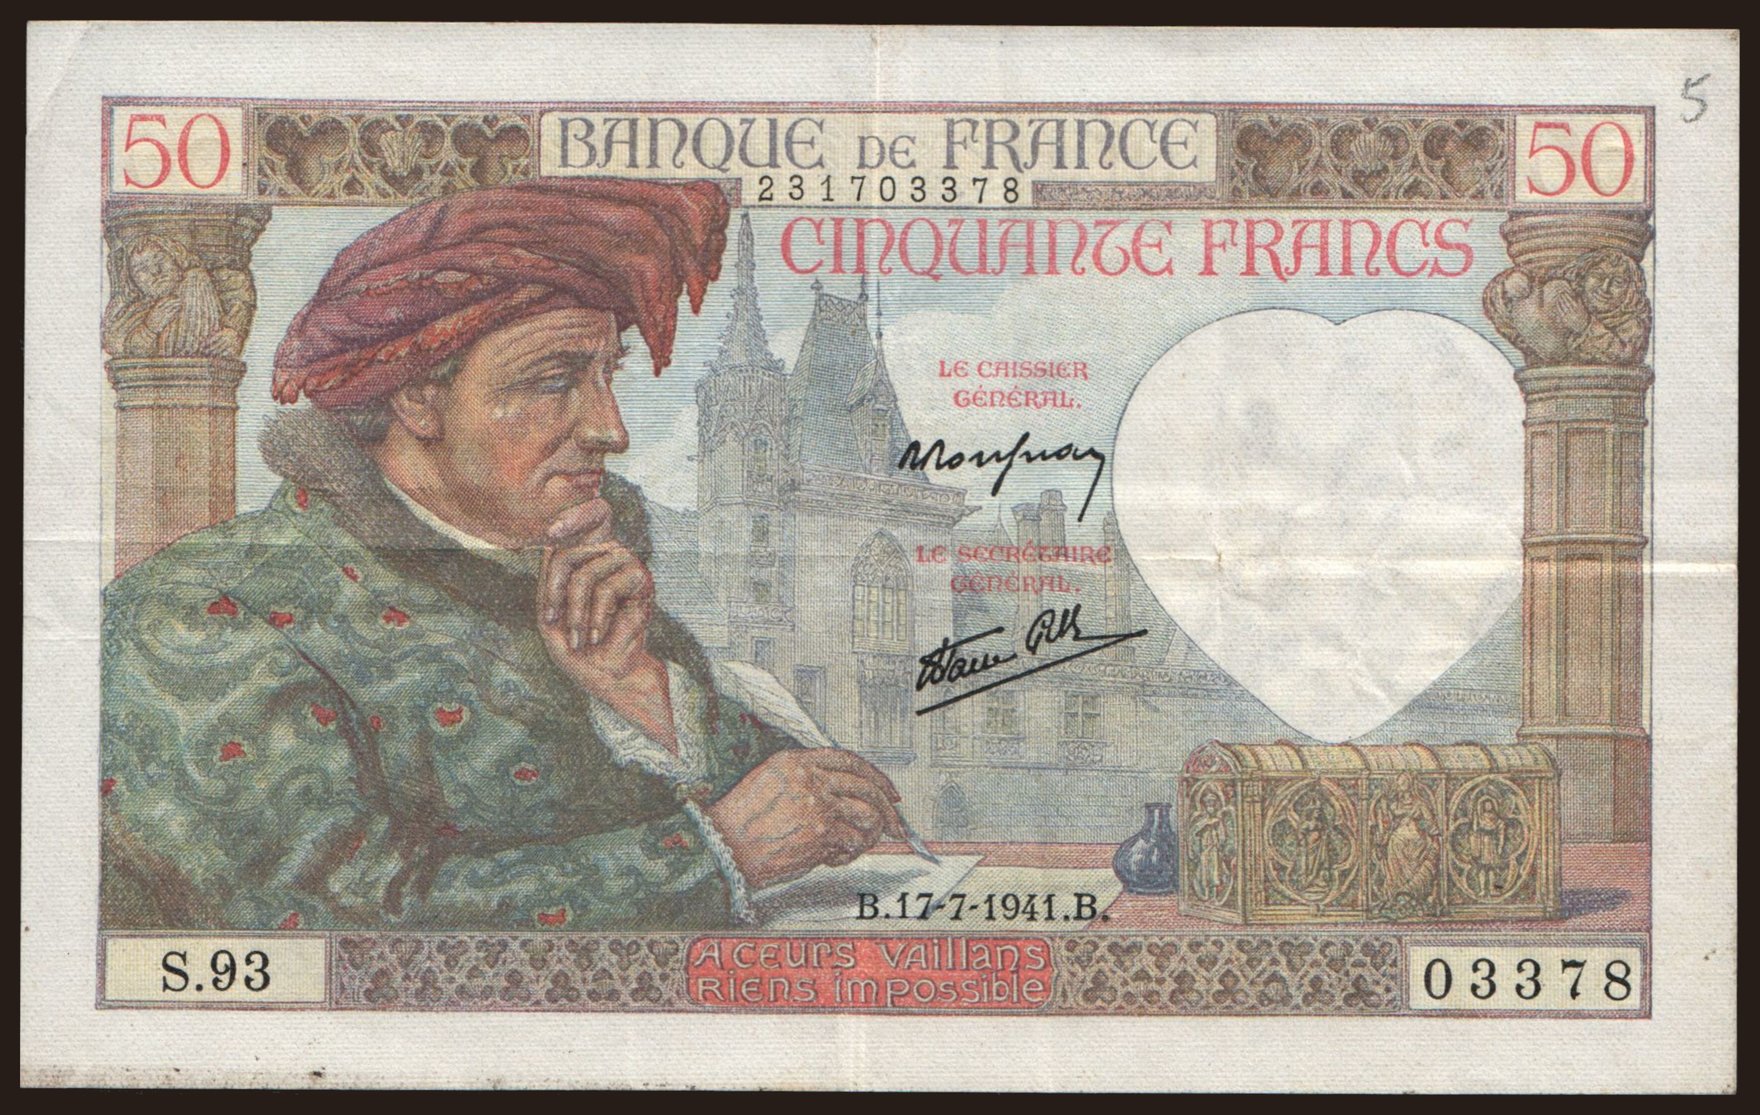 5
50 BANQUE DE FRANCE 50
231703378
CINQUANTE FRANCS
LE CAISSIER
GÉNÉRAL.
LE SECRÉTAIRE
GÉNÉRAL.
B.17-7-1941.B.
S.93
A CEURS VAILLANS
RIENS IMPOSSIBLE
03378